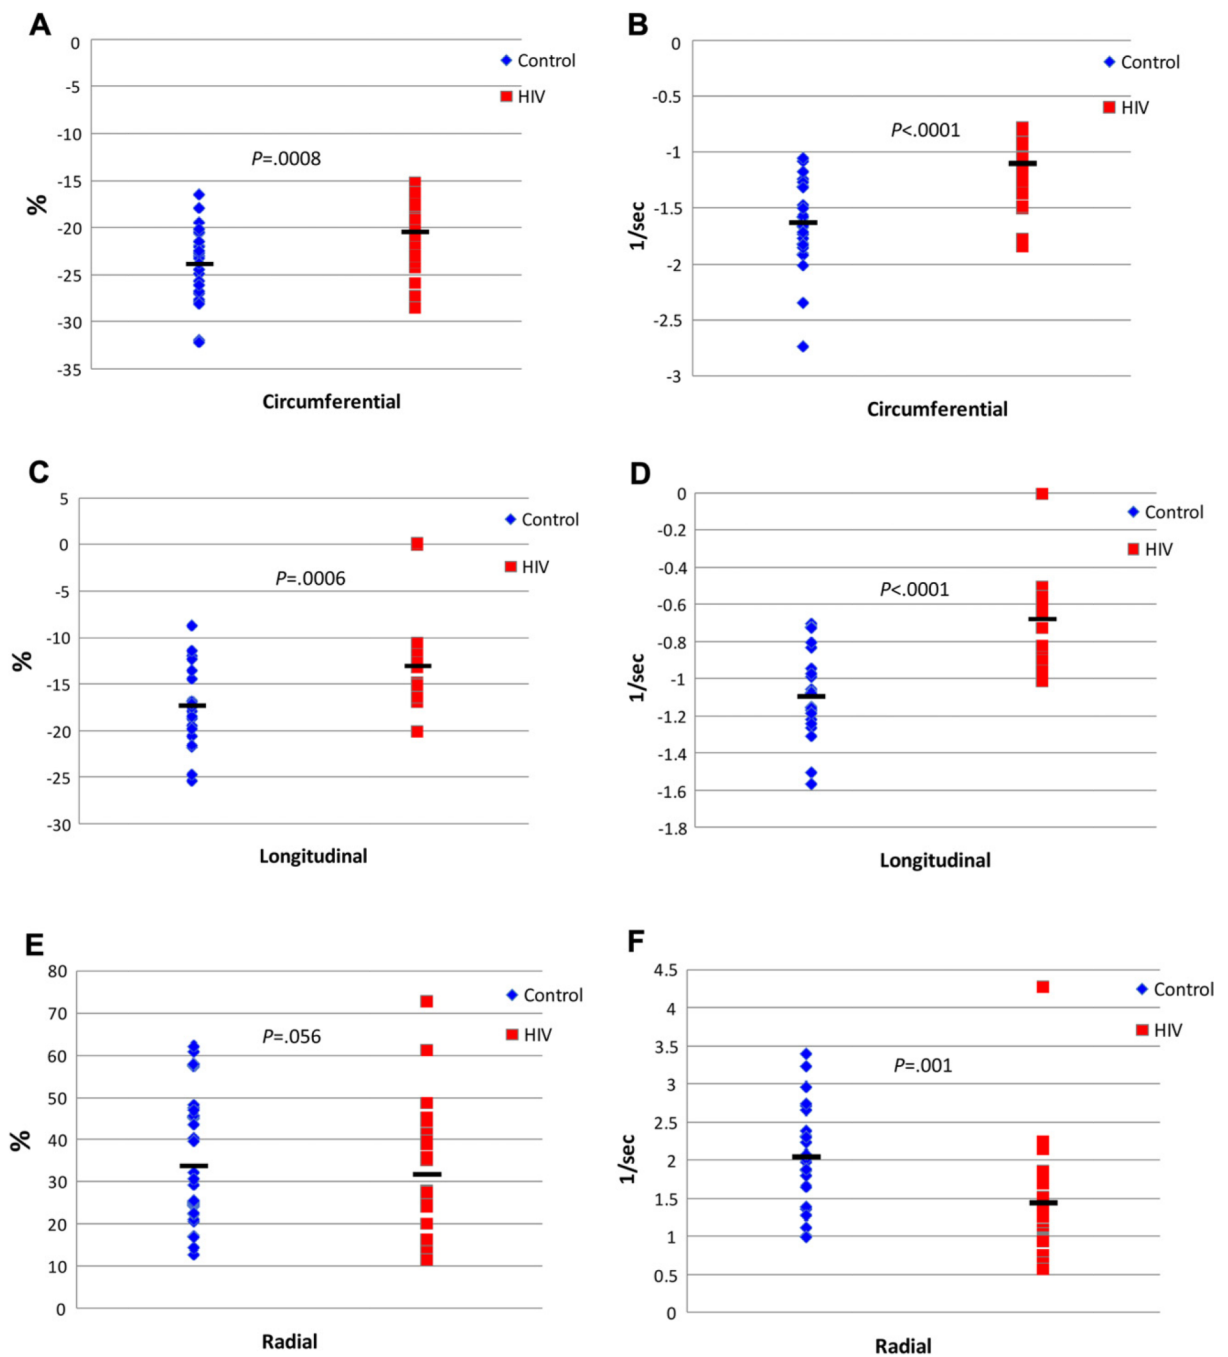 A
0
-5
-10
-15
-20
-25
-30
-35
%
P=.0008
Control
HIV
Circumferential
B
0
-0.5
-1
-1.5
-2
-2.5
-3
1/sec
P<.0001
Control
HIV
Circumferential
C
5
0
-5
-10
-15
-20
-25
-30
%
P=.0006
Control
HIV
Longitudinal
D
0
-0.2
-0.4
-0.6
-0.8
-1
-1.2
-1.4
-1.6
-1.8
1/sec
P<.0001
Control
HIV
Longitudinal
E
80
70
60
50
40
30
20
10
0
%
P=.056
Control
HIV
Radial
F
4.5
4
3.5
3
2.5
2
1.5
1
0.5
0
1/sec
P=.001
Control
HIV
Radial